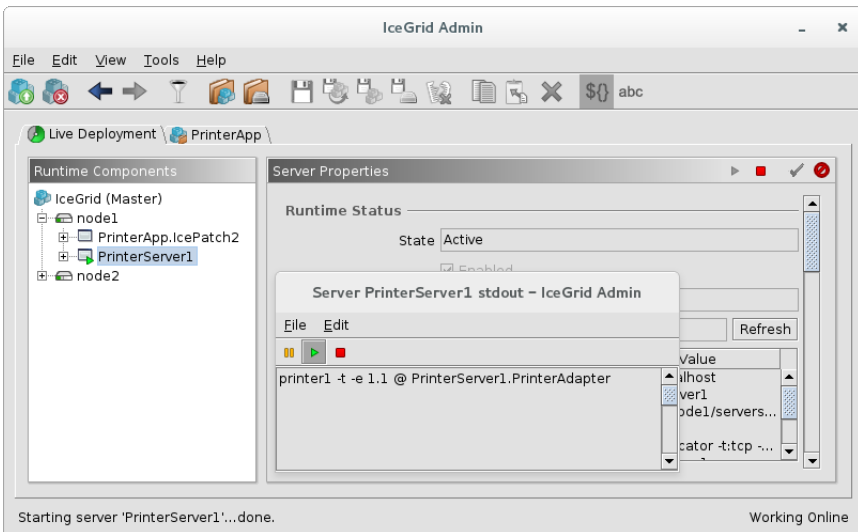 IceGrid Admin
File Edit View Tools Help
${} abc
Live Deployment PrinterApp
Runtime Components
IceGrid (Master)
node1
PrinterApp.IcePatch2
PrinterServer1
node2
Server Properties
Runtime Status
State Active
Enabled
Server PrinterServer1 stdout – IceGrid Admin
File Edit
printer1 -t -e 1.1 @ PrinterServer1.PrinterAdapter
Refresh
Value
alhost
ver1
ode1/servers...
cator -t:tcp -...
Starting server 'PrinterServer1'...done.
Working Online